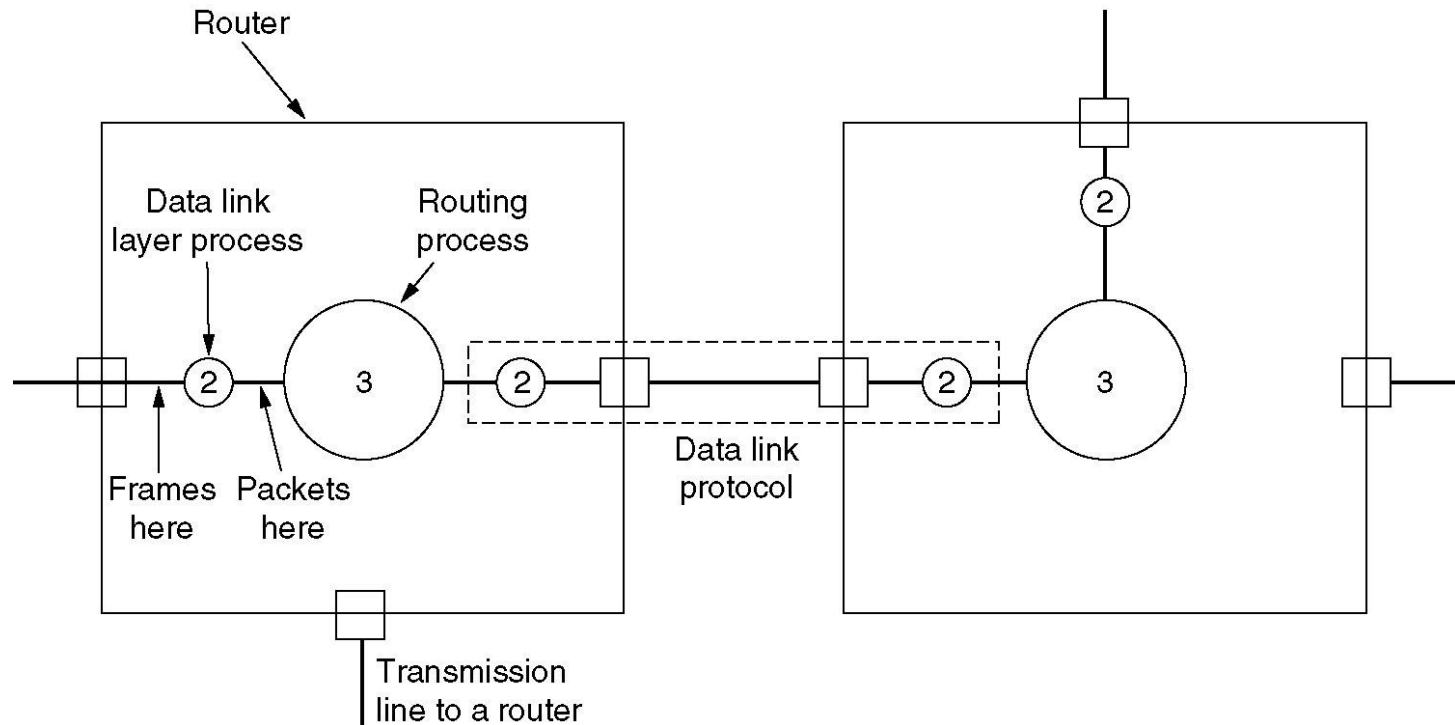 Router
Data link
layer process
Routing
process
2
2
3
2
2
3
Frames
here
Packets
here
Data link
protocol
Transmission
line to a router